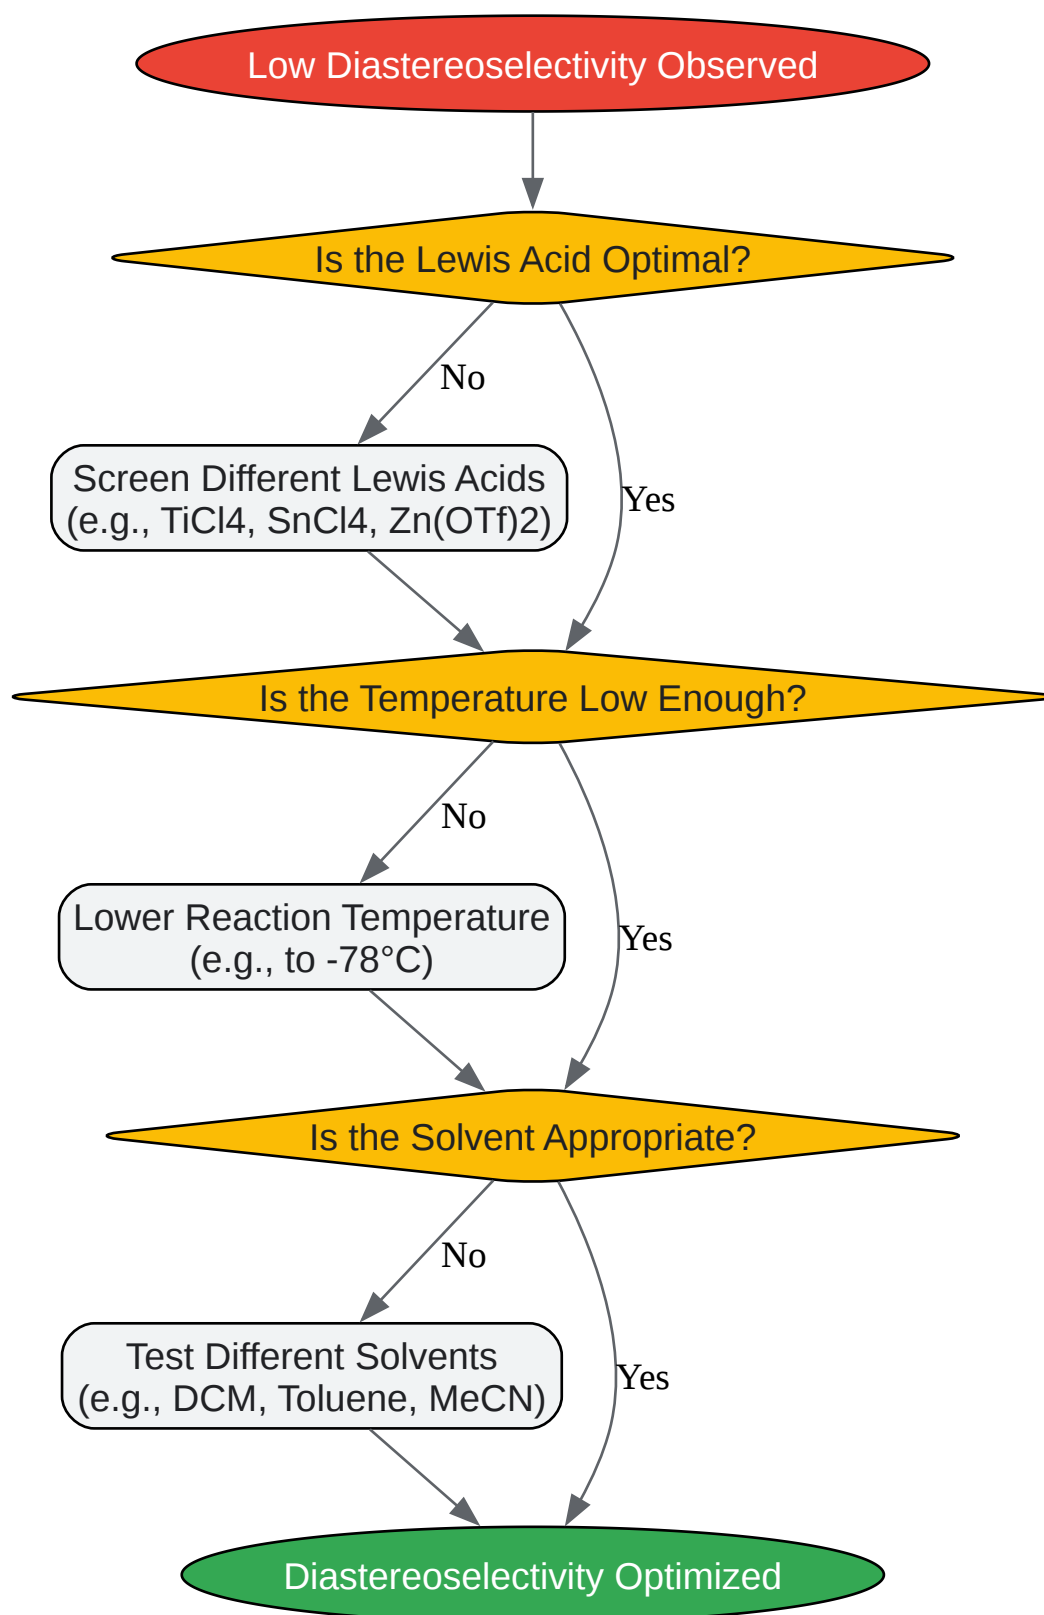 Low Diastereoselectivity Observed
Is the Lewis Acid Optimal?
No
Screen Different Lewis Acids
(e.g., TiCl4, SnCl4, Zn(OTf)2)
Yes
Is the Temperature Low Enough?
No
Lower Reaction Temperature
(e.g., to -78°C)
Yes
Is the Solvent Appropriate?
No
Test Different Solvents
(e.g., DCM, Toluene, MeCN)
Yes
Diastereoselectivity Optimized